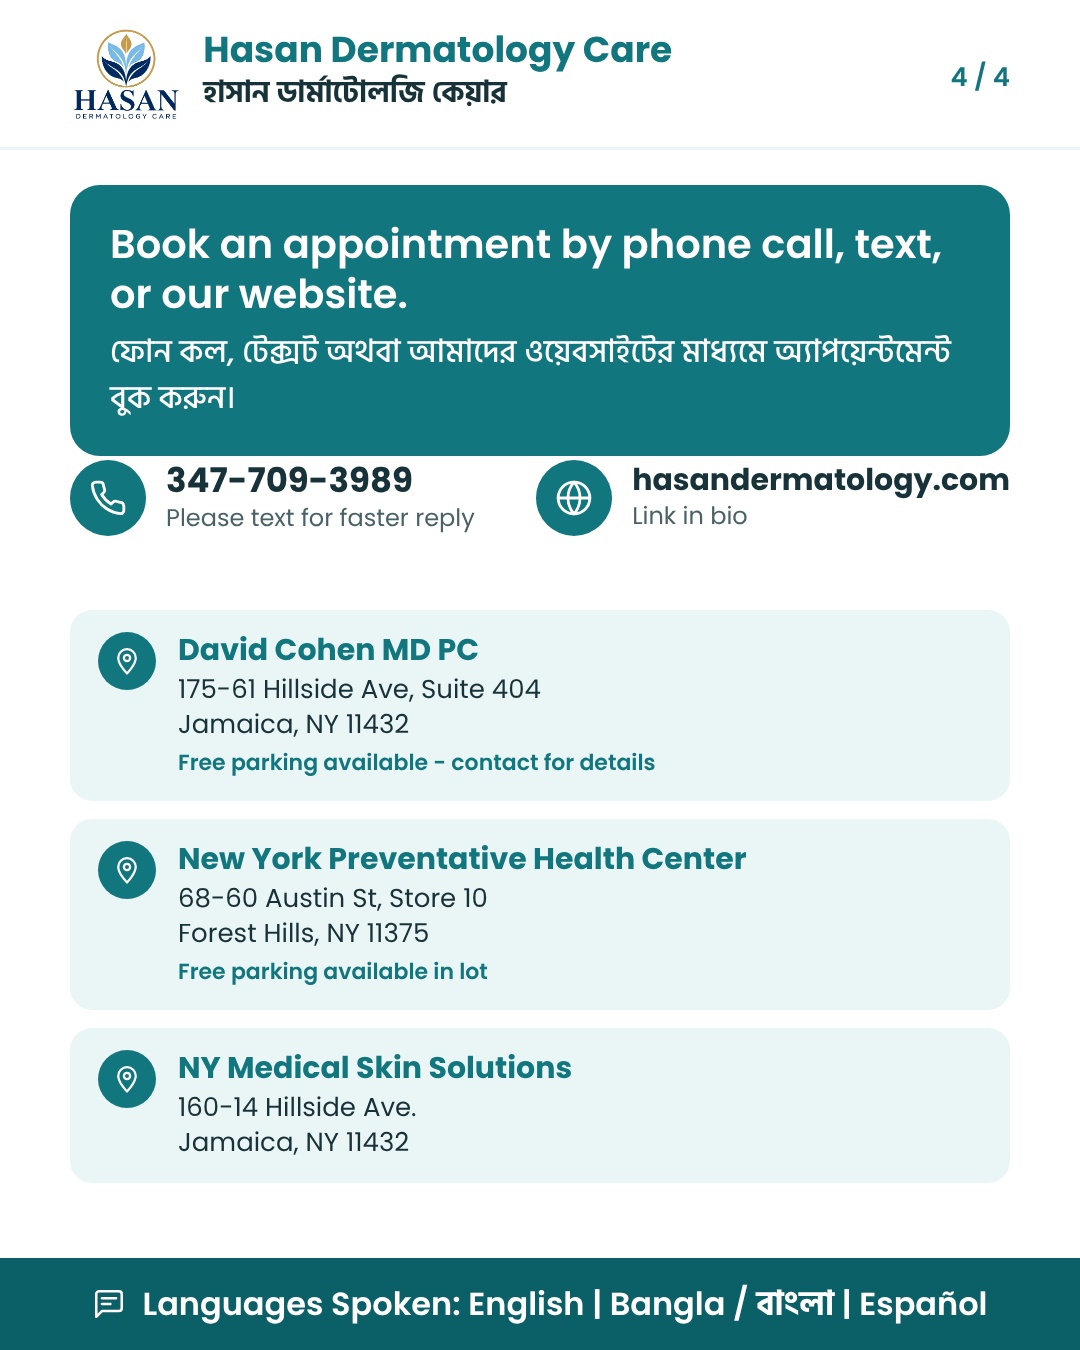 HASAN
DERMATOLOGY CARE
Hasan Dermatology Care
হাসান ডার্মাটোলজি কেয়ার
4 / 4
Book an appointment by phone call, text,
or our website.
ফোন কল, টেক্সট অথবা আমাদের ওয়েবসাইটের মাধ্যমে অ্যাপয়েন্টমেন্ট
বুক করুন।
347-709-3989
Please text for faster reply
hasandermatology.com
Link in bio
David Cohen MD PC
175-61 Hillside Ave, Suite 404
Jamaica, NY 11432
Free parking available - contact for details
New York Preventative Health Center
68-60 Austin St, Store 10
Forest Hills, NY 11375
Free parking available in lot
NY Medical Skin Solutions
160-14 Hillside Ave.
Jamaica, NY 11432
Languages Spoken: English | Bangla / বাংলা | Español